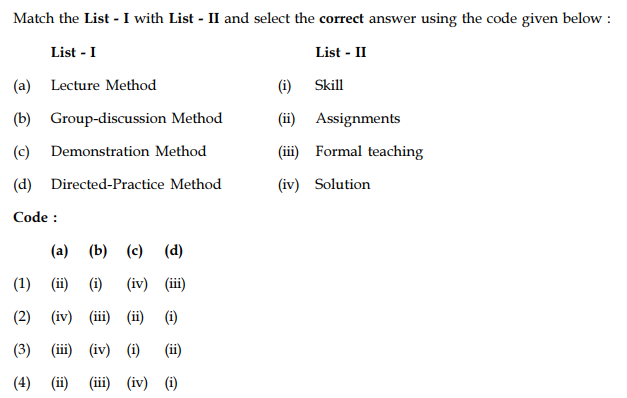 Match the List - I with List - II and select the correct answer using the code given below :
List - I List - II
(a) Lecture Method (i) Skill
(b) Group-discussion Method (ii) Assignments
(c) Demonstration Method (iii) Formal teaching
(d) Directed-Practice Method (iv) Solution
Code :
(a) (b) (c) (d)
(1) (ii) (i) (iv) (iii)
(2) (iv) (iii) (ii) (i)
(3) (iii) (iv) (i) (ii)
(4) (ii) (iii) (iv) (i)